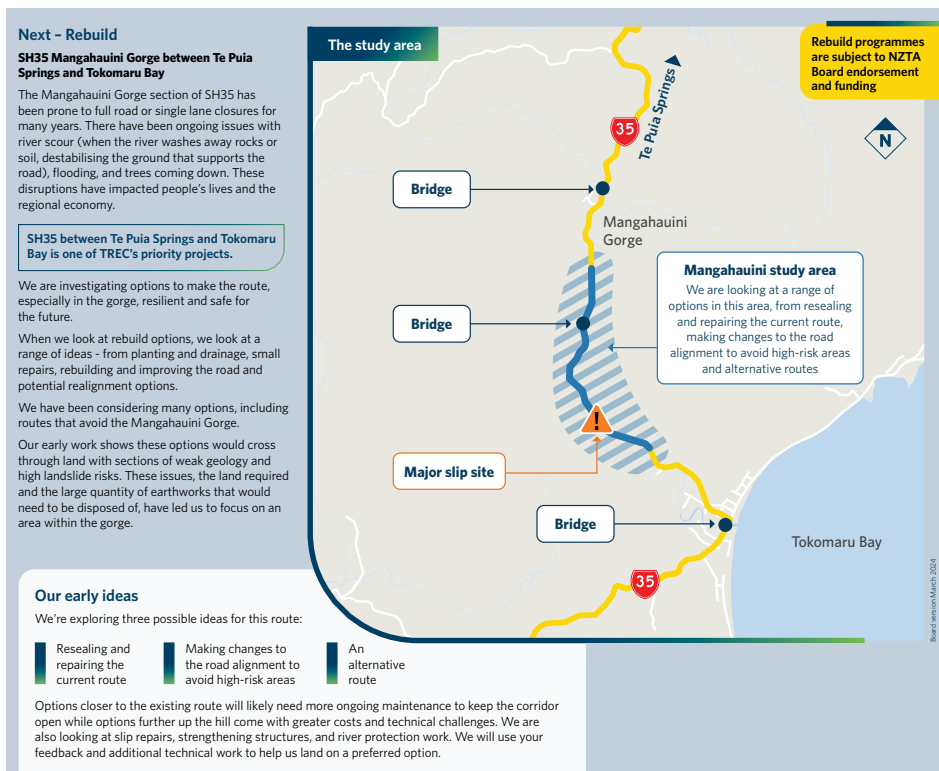 Next – Rebuild
SH35 Mangahauini Gorge between Te Puia
Springs and Tokomaru Bay
The Mangahauini Gorge section of SH35 has
been prone to full road or single lane closures for
many years. There have been ongoing issues with
river scour (when the river washes away rocks or
soil, destabilising the ground that supports the
road), flooding, and trees coming down. These
disruptions have impacted people's lives and the
regional economy.
SH35 between Te Puia Springs and Tokomaru
Bay is one of TREC's priority projects.
We are investigating options to make the route,
especially in the gorge, resilient and safe for
the future.
When we look at rebuild options, we look at a
range of ideas - from planting and drainage, small
repairs, rebuilding and improving the road and
potential realignment options.
We have been considering many options, including
routes that avoid the Mangahauini Gorge.
Our early work shows these options would cross
through land with sections of weak geology and
high landslide risks. These issues, the land required
and the large quantity of earthworks that would
need to be disposed of, have led us to focus on an
area within the gorge.
The study area
Rebuild programmes
are subject to NZTA
Board endorsement
and funding
N
Te Puia Springs
35
Bridge
Mangahauini
Gorge
Mangahauini study area
We are looking at a range of
options in this area, from resealing
and repairing the current route,
making changes to the road
alignment to avoid high-risk areas
and alternative routes
Bridge
!
Major slip site
Bridge
Tokomaru Bay
35
Board version March 2024
Our early ideas
We're exploring three possible ideas for this route:
Resealing and
repairing the
current route
Making changes to
the road alignment to
avoid high-risk areas
An
alternative
route
Options closer to the existing route will likely need more ongoing maintenance to keep the corridor
open while options further up the hill come with greater costs and technical challenges. We are
also looking at slip repairs, strengthening structures, and river protection work. We will use your
feedback and additional technical work to help us land on a preferred option.